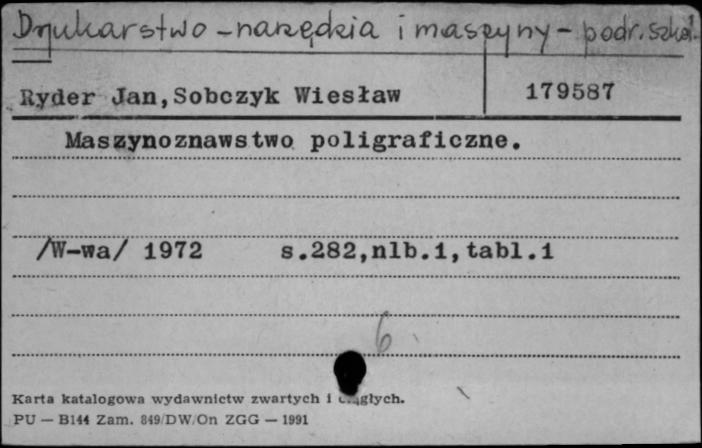 Drukarstwo - narzędzia i maszyny - podr. szkol.
Ryder Jan,Sobczyk Wiesław 179587
Maszynoznawstwo poligraficzne.
/W-wa/ 1972 s.282,nlb.1,tabl.1
6
Karta katalogowa wydawnictw zwartych i ciągłych.
PU — B144 Zam. 849/DW/On ZGG — 1991